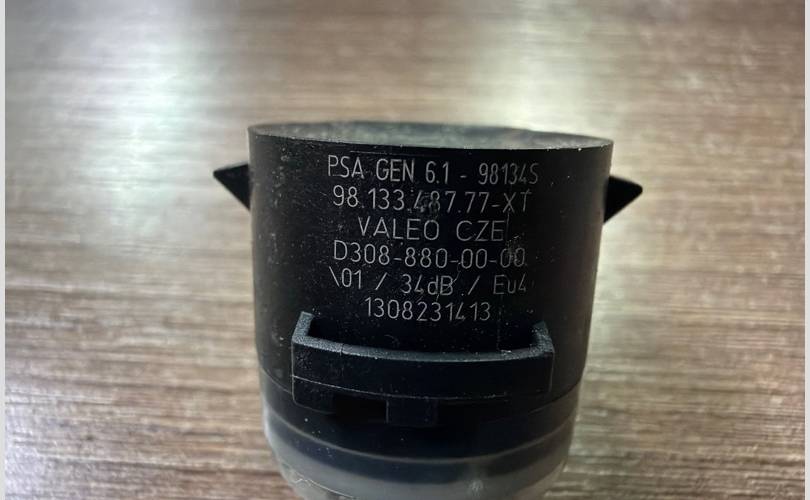 PSA GEN 6.1 - 98134S
98.133.487.77-XT
VALEO CZE
D308-880-00-00
\01 / 34dB / Eu4
1308231413